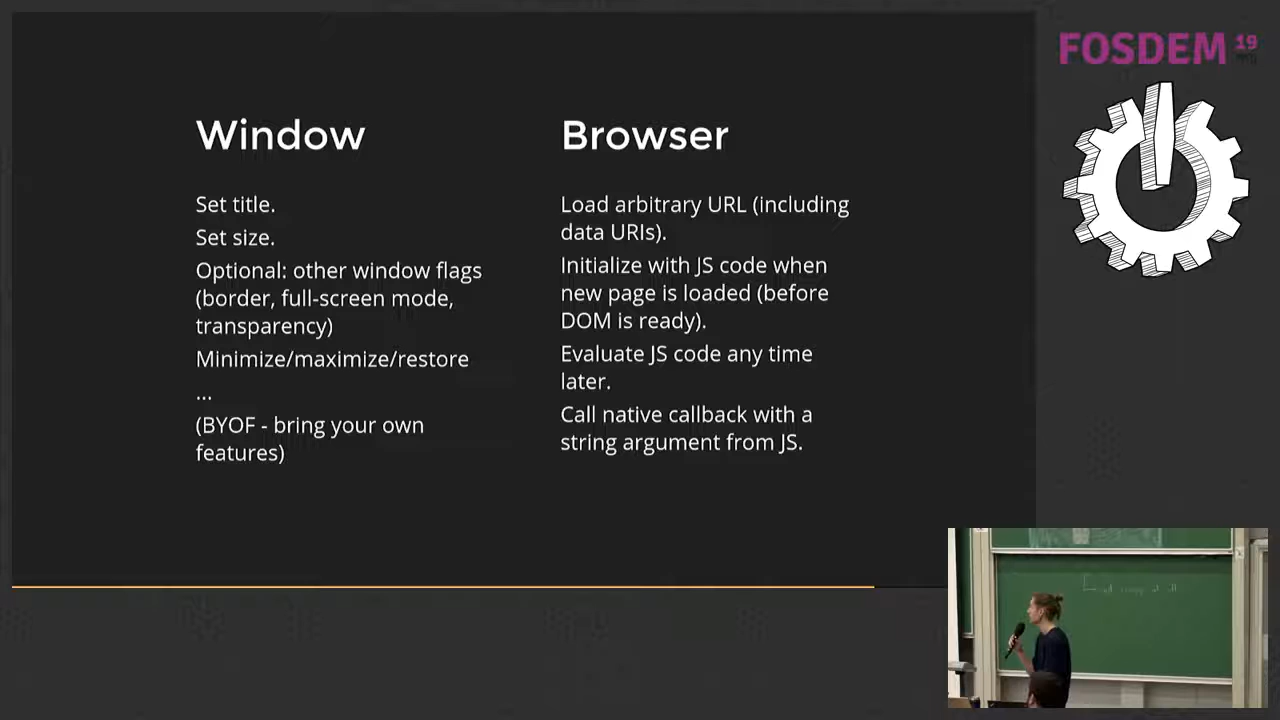 FOSDEM 19
Window
Set title.
Set size.
Optional: other window flags
(border, full-screen mode,
transparency)
Minimize/maximize/restore
...
(BYOF - bring your own
features)
Browser
Load arbitrary URL (including
data URIs).
Initialize with JS code when
new page is loaded (before
DOM is ready).
Evaluate JS code any time
later.
Call native callback with a
string argument from JS.